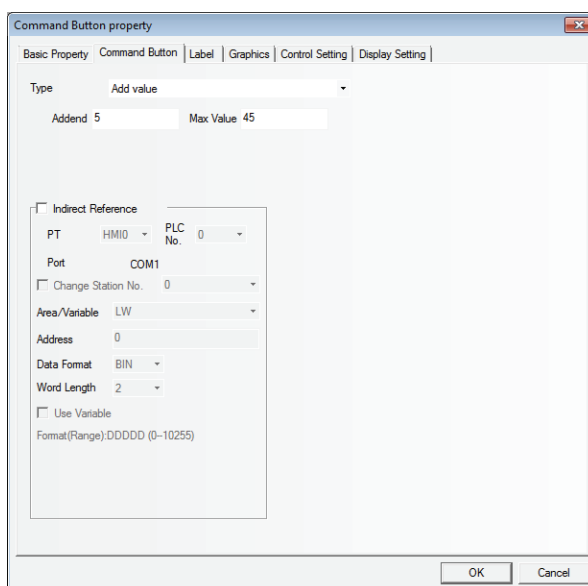 Command Button property
Basic Property Command Button Label Graphics Control Setting Display Setting
Type Add value
Addend 5 Max Value 45
Indirect Reference
PT HMI0 PLC No. 0
Port COM1
Change Station No. 0
Area/Variable LW
Address 0
Data Format BIN
Word Length 2
Use Variable
Format(Range):DDDDD (0~10255)
OK Cancel